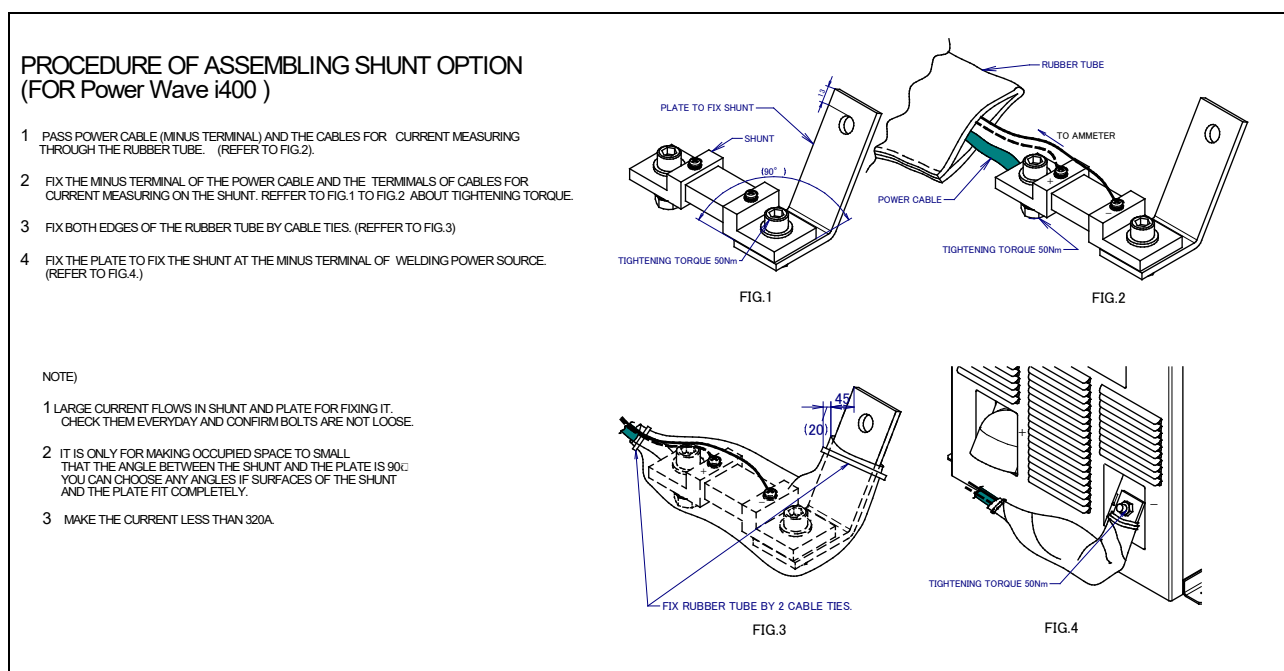 PROCEDURE OF ASSEMBLING SHUNT OPTION
(FOR Power Wave i400 )
1 PASS POWER CABLE (MINUS TERMINAL) AND THE CABLES FOR CURRENT MEASURING
THROUGH THE RUBBER TUBE. (REFER TO FIG.2).
2 FIX THE MINUS TERMINAL OF THE POWER CABLE AND THE TERMIMALS OF CABLES FOR
CURRENT MEASURING ON THE SHUNT. REFFER TO FIG.1 TO FIG.2 ABOUT TIGHTENING TORQUE.
3 FIX BOTH EDGES OF THE RUBBER TUBE BY CABLE TIES. (REFFER TO FIG.3)
4 FIX THE PLATE TO FIX THE SHUNT AT THE MINUS TERMINAL OF WELDING POWER SOURCE.
(REFER TO FIG.4.)
NOTE)
1 LARGE CURRENT FLOWS IN SHUNT AND PLATE FOR FIXING IT.
CHECK THEM EVERYDAY AND CONFIRM BOLTS ARE NOT LOOSE.
2 IT IS ONLY FOR MAKING OCCUPIED SPACE TO SMALL
THAT THE ANGLE BETWEEN THE SHUNT AND THE PLATE IS 90
YOU CAN CHOOSE ANY ANGLES IF SURFACES OF THE SHUNT
AND THE PLATE FIT COMPLETELY.
3 MAKE THE CURRENT LESS THAN 320A.
13
PLATE TO FIX SHUNT
SHUNT
(90°)
TIGHTENING TORQUE 50Nm
FIG.1
RUBBER TUBE
TO AMMETER
POWER CABLE
+
-
TIGHTENING TORQUE 50Nm
FIG.2
45
(20)
+
-
FIX RUBBER TUBE BY 2 CABLE TIES.
FIG.3
+
-
TIGHTENING TORQUE 50Nm
FIG.4